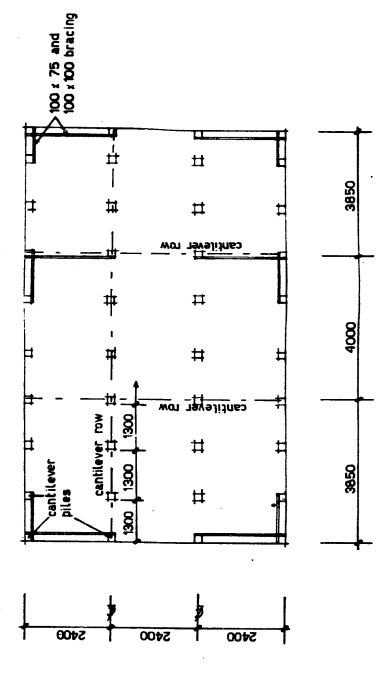 100 x 75 and
100 x 100 bracing
cantilever row
cantilever row
cantilever
piles
cantilever row
1300
1300
1300
3850
4000
3850
2400
2400
2400